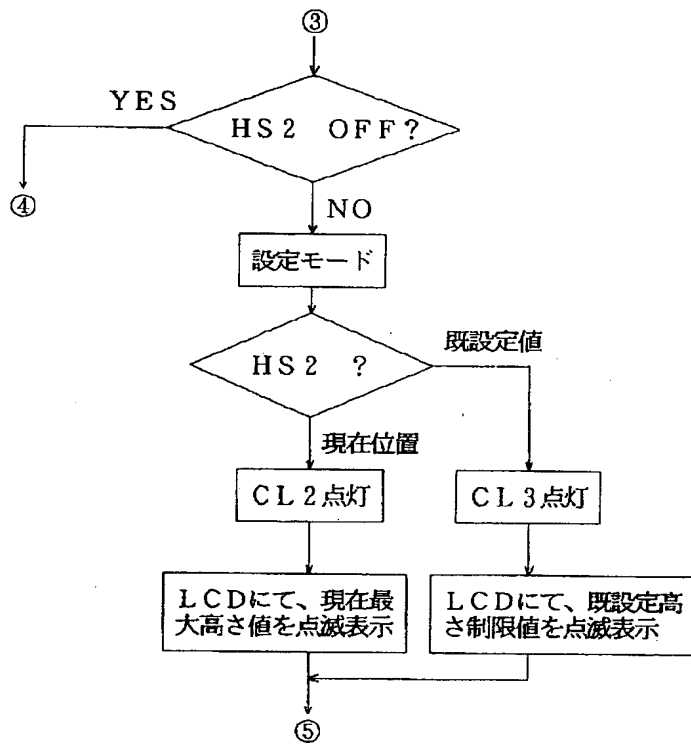 ③
YES
HS2 OFF?
④
NO
設定モード
既設定値
HS2 ?
現在位置
CL2点灯
CL3点灯
LCDにて、現在最
大高さ値を点滅表示
LCDにて、既設定高
さ制限値を点滅表示
⑤